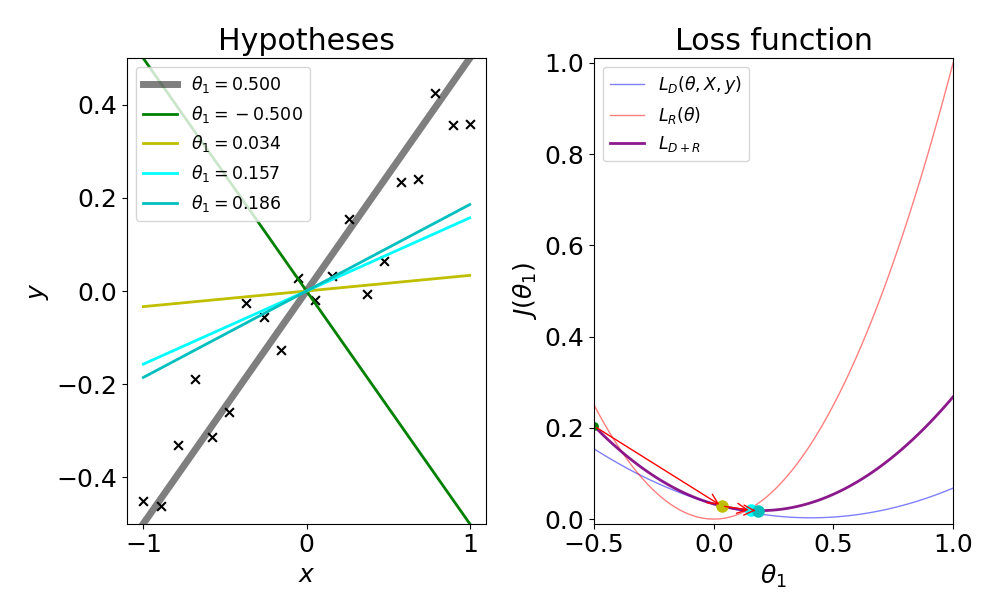 Hypotheses
θ₁ = 0.500
θ₁ = −0.500
θ₁ = 0.034
θ₁ = 0.157
θ₁ = 0.186
0.4
0.2
0.0
−0.2
−0.4
y
−1 0 1
x
Loss function
L_D(θ, X, y)
L_R(θ)
L_{D+R}
1.0
0.8
0.6
0.4
0.2
0.0
J(θ₁)
−0.5 0.0 0.5 1.0
θ₁